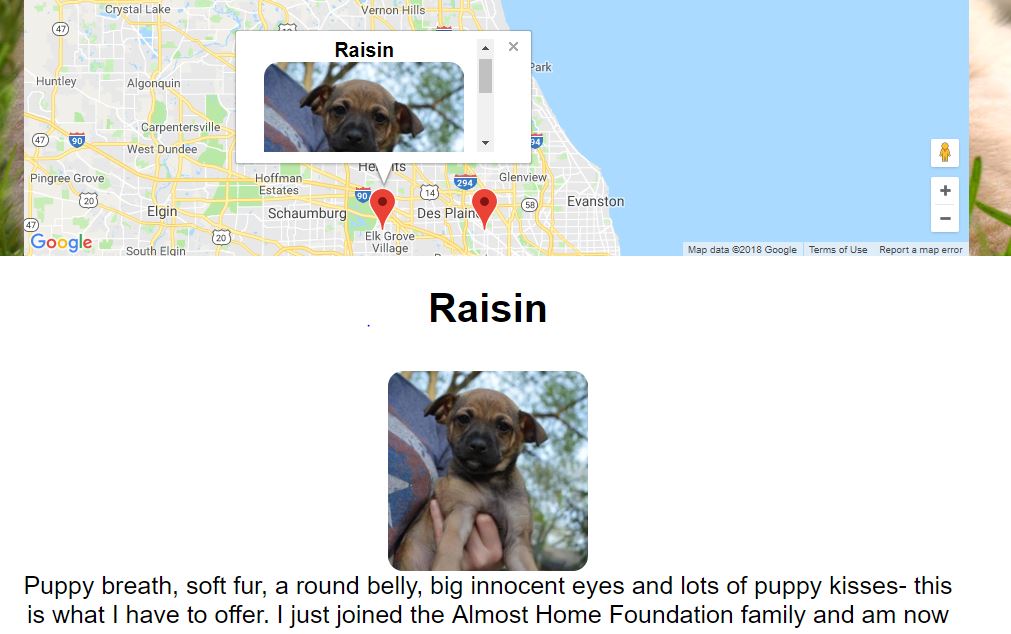 Crystal Lake
Vernon Hills
47
Raisin
Park
Huntley
Algonquin
Carpentersville
47
90
94
West Dundee
Pingree Grove
Hoffman
Estates
90
294
14
Glenview
20
Elgin
Schaumburg
Des Plain
58
Evanston
47
20
Elk Grove
Village
Google
South Elgin
Map data ©2018 Google
Terms of Use
Report a map error
Raisin
Puppy breath, soft fur, a round belly, big innocent eyes and lots of puppy kisses- this
is what I have to offer. I just joined the Almost Home Foundation family and am now